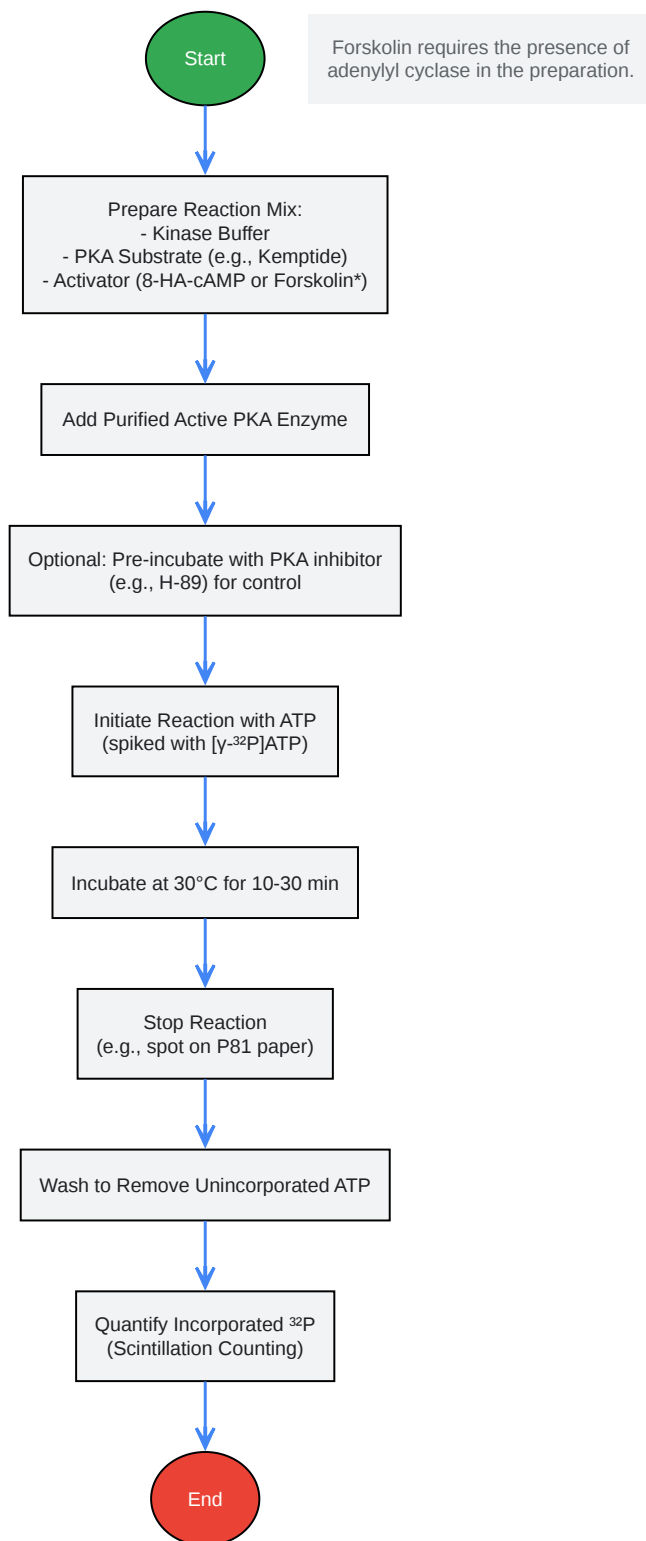 Start
Forskolin requires the presence of
adenylyl cyclase in the preparation.
Prepare Reaction Mix:
- Kinase Buffer
- PKA Substrate (e.g., Kemptide)
- Activator (8-HA-cAMP or Forskolin*)
Add Purified Active PKA Enzyme
Optional: Pre-incubate with PKA inhibitor
(e.g., H-89) for control
Initiate Reaction with ATP
(spiked with [γ-³²P]ATP)
Incubate at 30°C for 10-30 min
Stop Reaction
(e.g., spot on P81 paper)
Wash to Remove Unincorporated ATP
Quantify Incorporated ³²P
(Scintillation Counting)
End